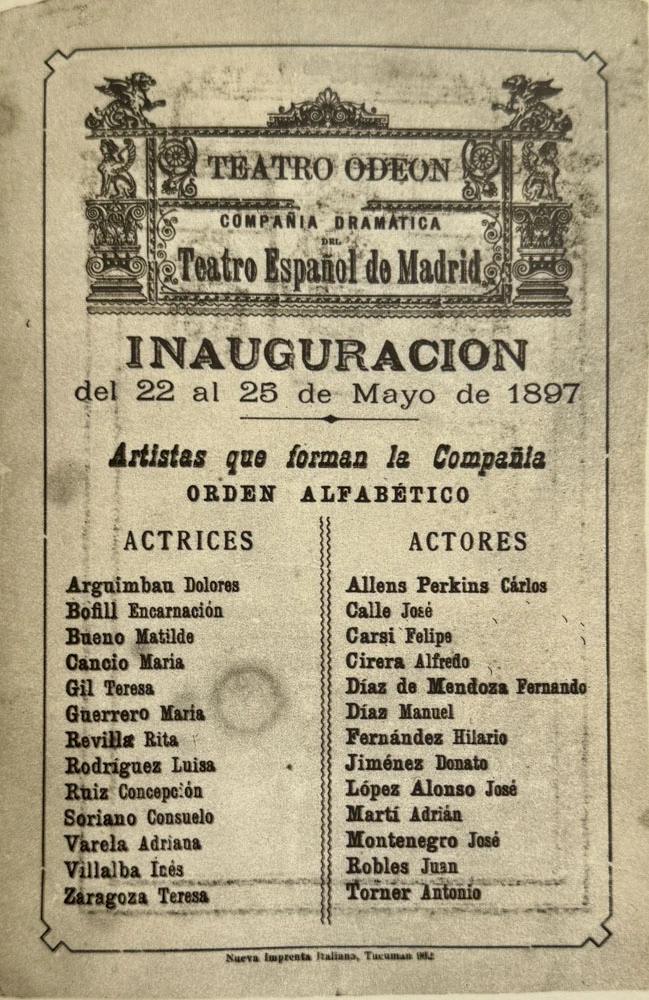 TEATRO ODEON
COMPAÑIA DRAMÁTICA
DEL
Teatro Español de Madrid
INAUGURACION
del 22 al 25 de Mayo de 1897
Artistas que forman la Compañia
ORDEN ALFABÉTICO
ACTRICES
Arguimbau Dolores
Bofill Encarnación
Bueno Matilde
Cancio Maria
Gil Teresa
Guerrero Maria
Revilla Rita
Rodríguez Luisa
Ruiz Concepción
Soriano Consuelo
Varela Adriana
Villalba Inés
Zaragoza Teresa
ACTORES
Allens Perkins Cárlos
Calle José
Carsi Felipe
Cirera Alfredo
Díaz de Mendoza Fernando
Díaz Manuel
Fernández Hilario
Jiménez Donato
López Alonso José
Martí Adrián
Montenegro José
Robles Juan
Torner Antonio
Nueva Imprenta Italiana, Tucuman